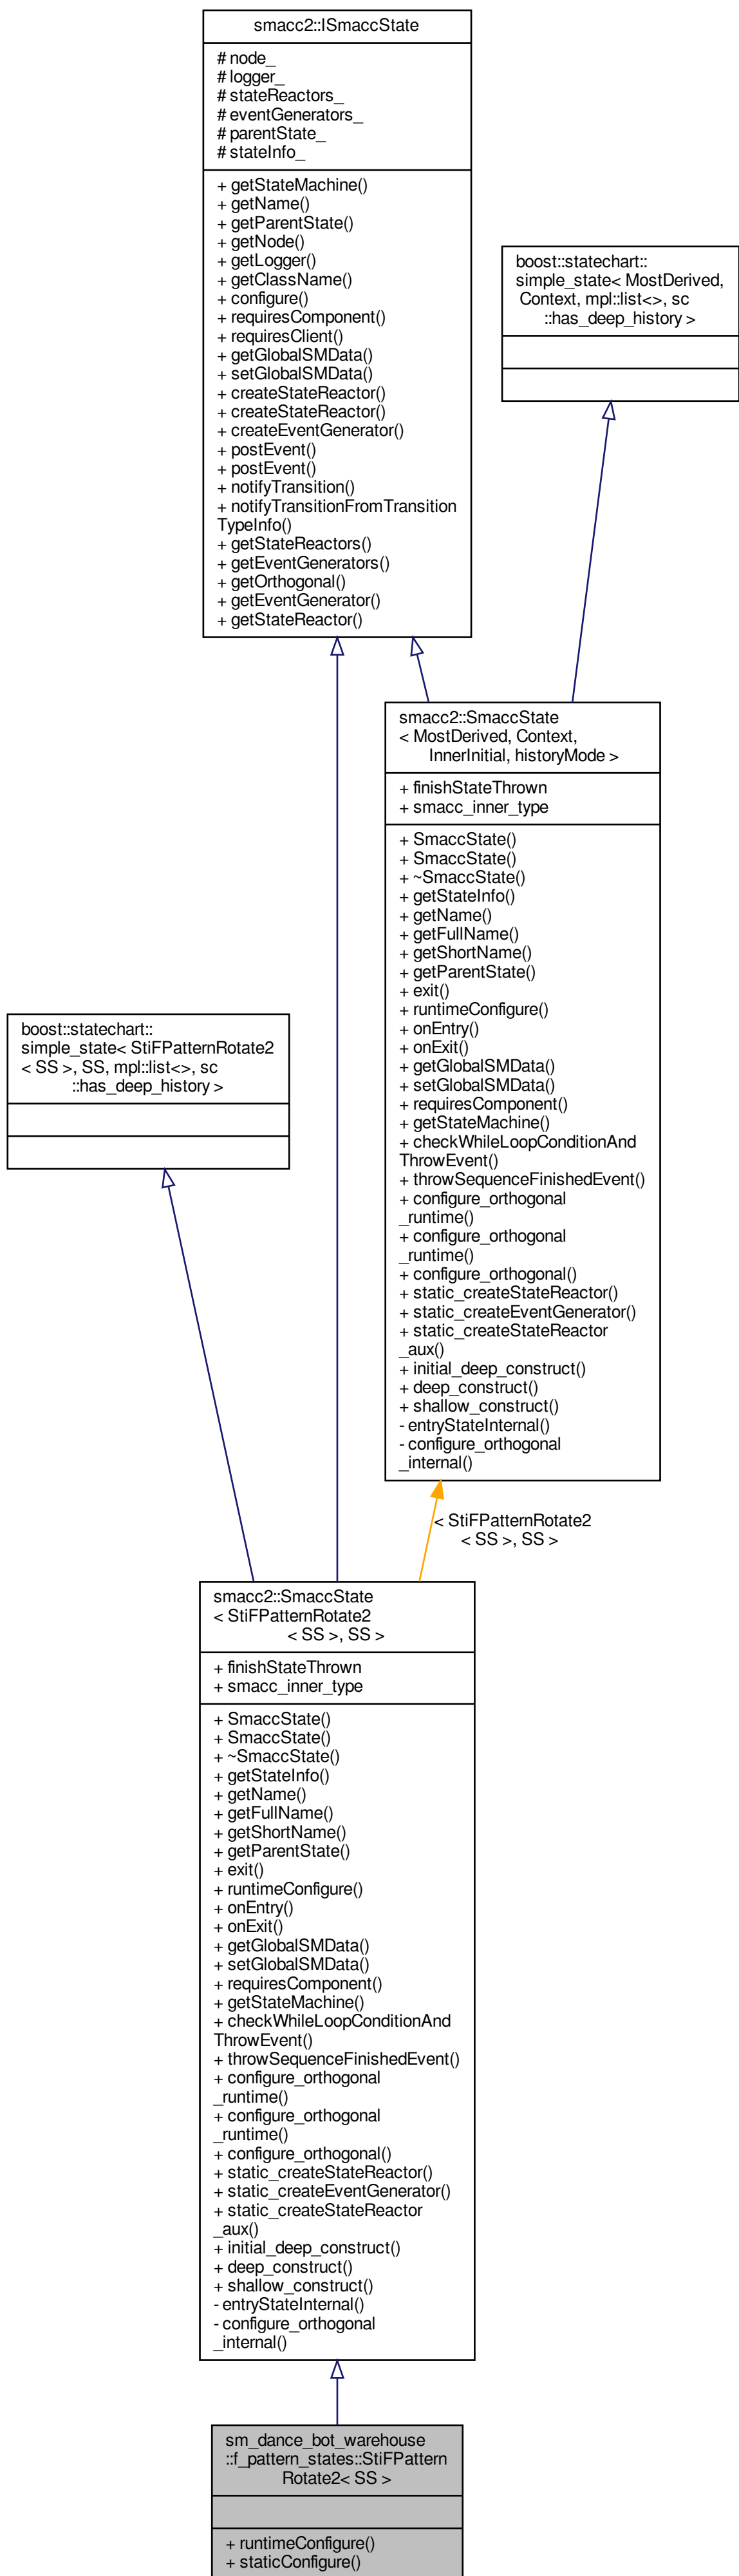 smacc2::ISmaccState
# node_
# logger_
# stateReactors_
# eventGenerators_
# parentState_
# stateInfo_
+ getStateMachine()
+ getName()
+ getParentState()
+ getNode()
+ getLogger()
+ getClassName()
+ configure()
+ requiresComponent()
+ requiresClient()
+ getGlobalSMData()
+ setGlobalSMData()
+ createStateReactor()
+ createStateReactor()
+ createEventGenerator()
+ postEvent()
+ postEvent()
+ notifyTransition()
+ notifyTransitionFromTransition
TypeInfo()
+ getStateReactors()
+ getEventGenerators()
+ getOrthogonal()
+ getEventGenerator()
+ getStateReactor()
boost::statechart::
simple_state< MostDerived,
Context, mpl::list<>, sc
::has_deep_history >
smacc2::SmaccState
< MostDerived, Context,
InnerInitial, historyMode >
+ finishStateThrown
+ smacc_inner_type
+ SmaccState()
+ SmaccState()
+ ~SmaccState()
+ getStateInfo()
+ getName()
+ getFullName()
+ getShortName()
+ getParentState()
+ exit()
+ runtimeConfigure()
+ onEntry()
+ onExit()
+ getGlobalSMData()
+ setGlobalSMData()
+ requiresComponent()
+ getStateMachine()
+ checkWhileLoopConditionAnd
ThrowEvent()
+ throwSequenceFinishedEvent()
+ configure_orthogonal
_runtime()
+ configure_orthogonal
_runtime()
+ configure_orthogonal()
+ static_createStateReactor()
+ static_createEventGenerator()
+ static_createStateReactor
_aux()
+ initial_deep_construct()
+ deep_construct()
+ shallow_construct()
- entryStateInternal()
- configure_orthogonal
_internal()
boost::statechart::
simple_state< StiFPatternRotate2
< SS >, SS, mpl::list<>, sc
::has_deep_history >
< StiFPatternRotate2
< SS >, SS >
smacc2::SmaccState
< StiFPatternRotate2
< SS >, SS >
+ finishStateThrown
+ smacc_inner_type
+ SmaccState()
+ SmaccState()
+ ~SmaccState()
+ getStateInfo()
+ getName()
+ getFullName()
+ getShortName()
+ getParentState()
+ exit()
+ runtimeConfigure()
+ onEntry()
+ onExit()
+ getGlobalSMData()
+ setGlobalSMData()
+ requiresComponent()
+ getStateMachine()
+ checkWhileLoopConditionAnd
ThrowEvent()
+ throwSequenceFinishedEvent()
+ configure_orthogonal
_runtime()
+ configure_orthogonal
_runtime()
+ configure_orthogonal()
+ static_createStateReactor()
+ static_createEventGenerator()
+ static_createStateReactor
_aux()
+ initial_deep_construct()
+ deep_construct()
+ shallow_construct()
- entryStateInternal()
- configure_orthogonal
_internal()
sm_dance_bot_warehouse
::f_pattern_states::StiFPattern
Rotate2< SS >
+ runtimeConfigure()
+ staticConfigure()